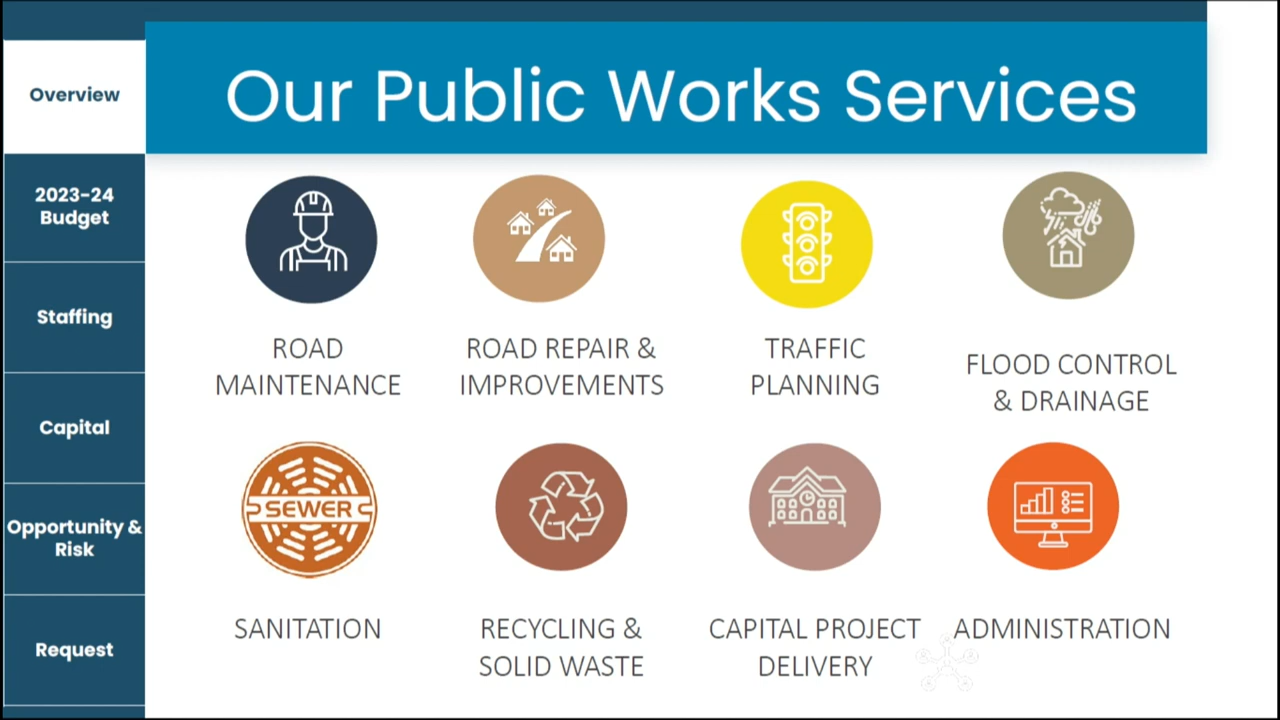 Our Public Works Services
Overview
2023-24
Budget
Staffing
Capital
Opportunity &
Risk
Request
ROAD
MAINTENANCE
ROAD REPAIR &
IMPROVEMENTS
TRAFFIC
PLANNING
FLOOD CONTROL
& DRAINAGE
SEWER
SANITATION
RECYCLING &
SOLID WASTE
CAPITAL PROJECT
DELIVERY
ADMINISTRATION